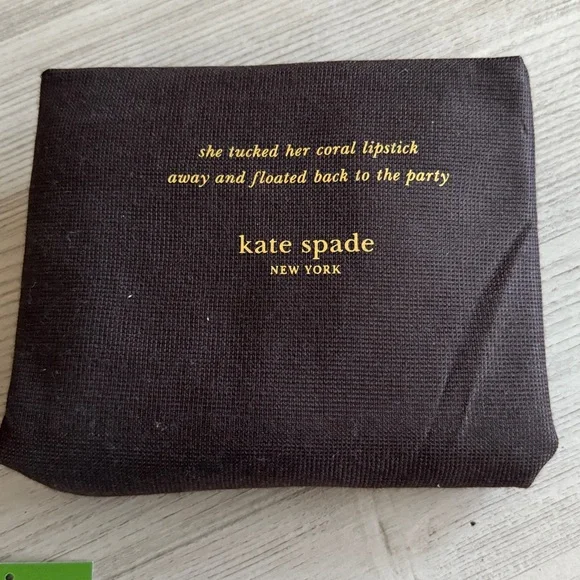 she tucked her coral lipstick
away and floated back to the party
kate spade
NEW YORK